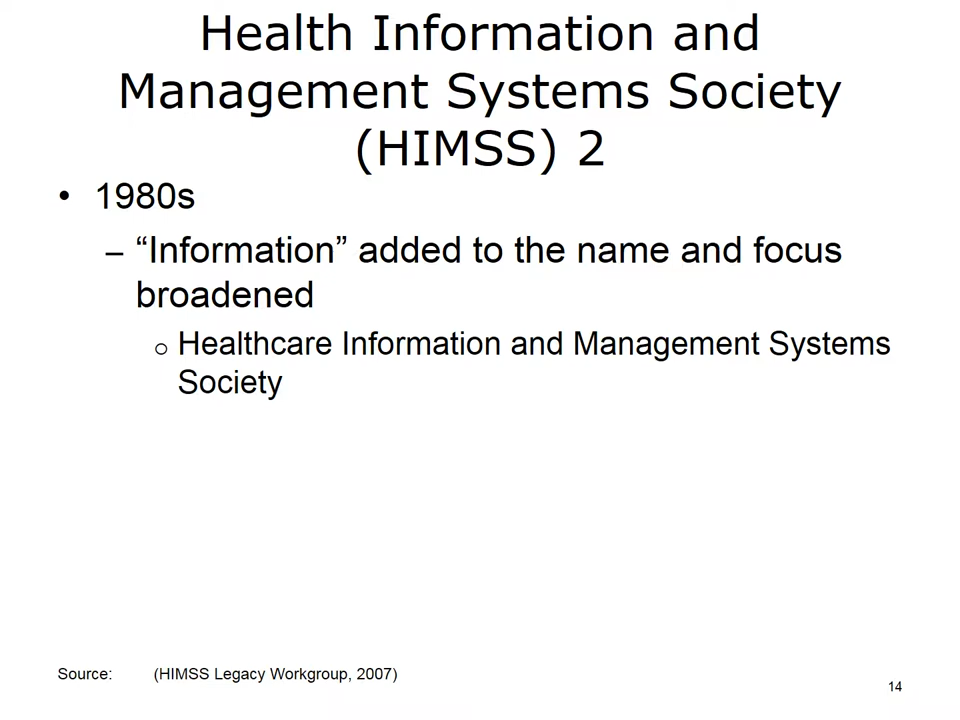 Health Information and
Management Systems Society
(HIMSS) 2
• 1980s
– “Information” added to the name and focus
broadened
o Healthcare Information and Management Systems
Society
Source: (HIMSS Legacy Workgroup, 2007)
14